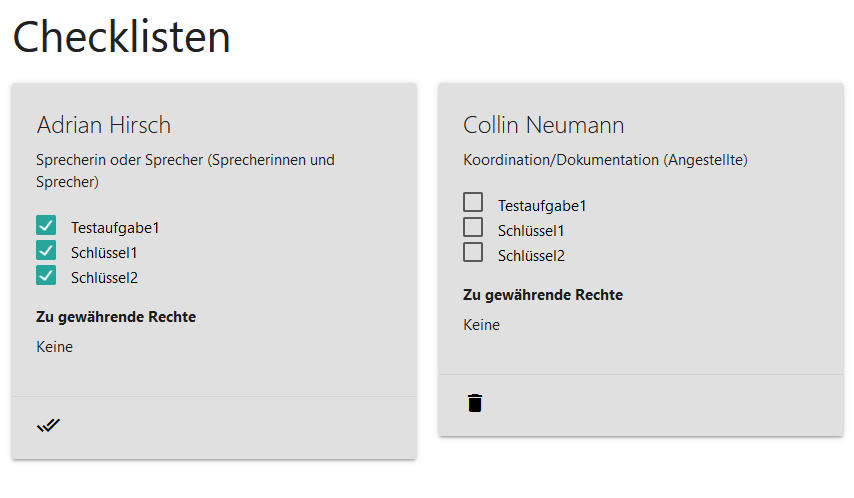 Checklisten
Adrian Hirsch
Sprecherin oder Sprecher (Sprecherinnen und
Sprecher)
Testaufgabe1
Schlüssel1
Schlüssel2
Zu gewährende Rechte
Keine
Collin Neumann
Koordination/Dokumentation (Angestellte)
Testaufgabe1
Schlüssel1
Schlüssel2
Zu gewährende Rechte
Keine